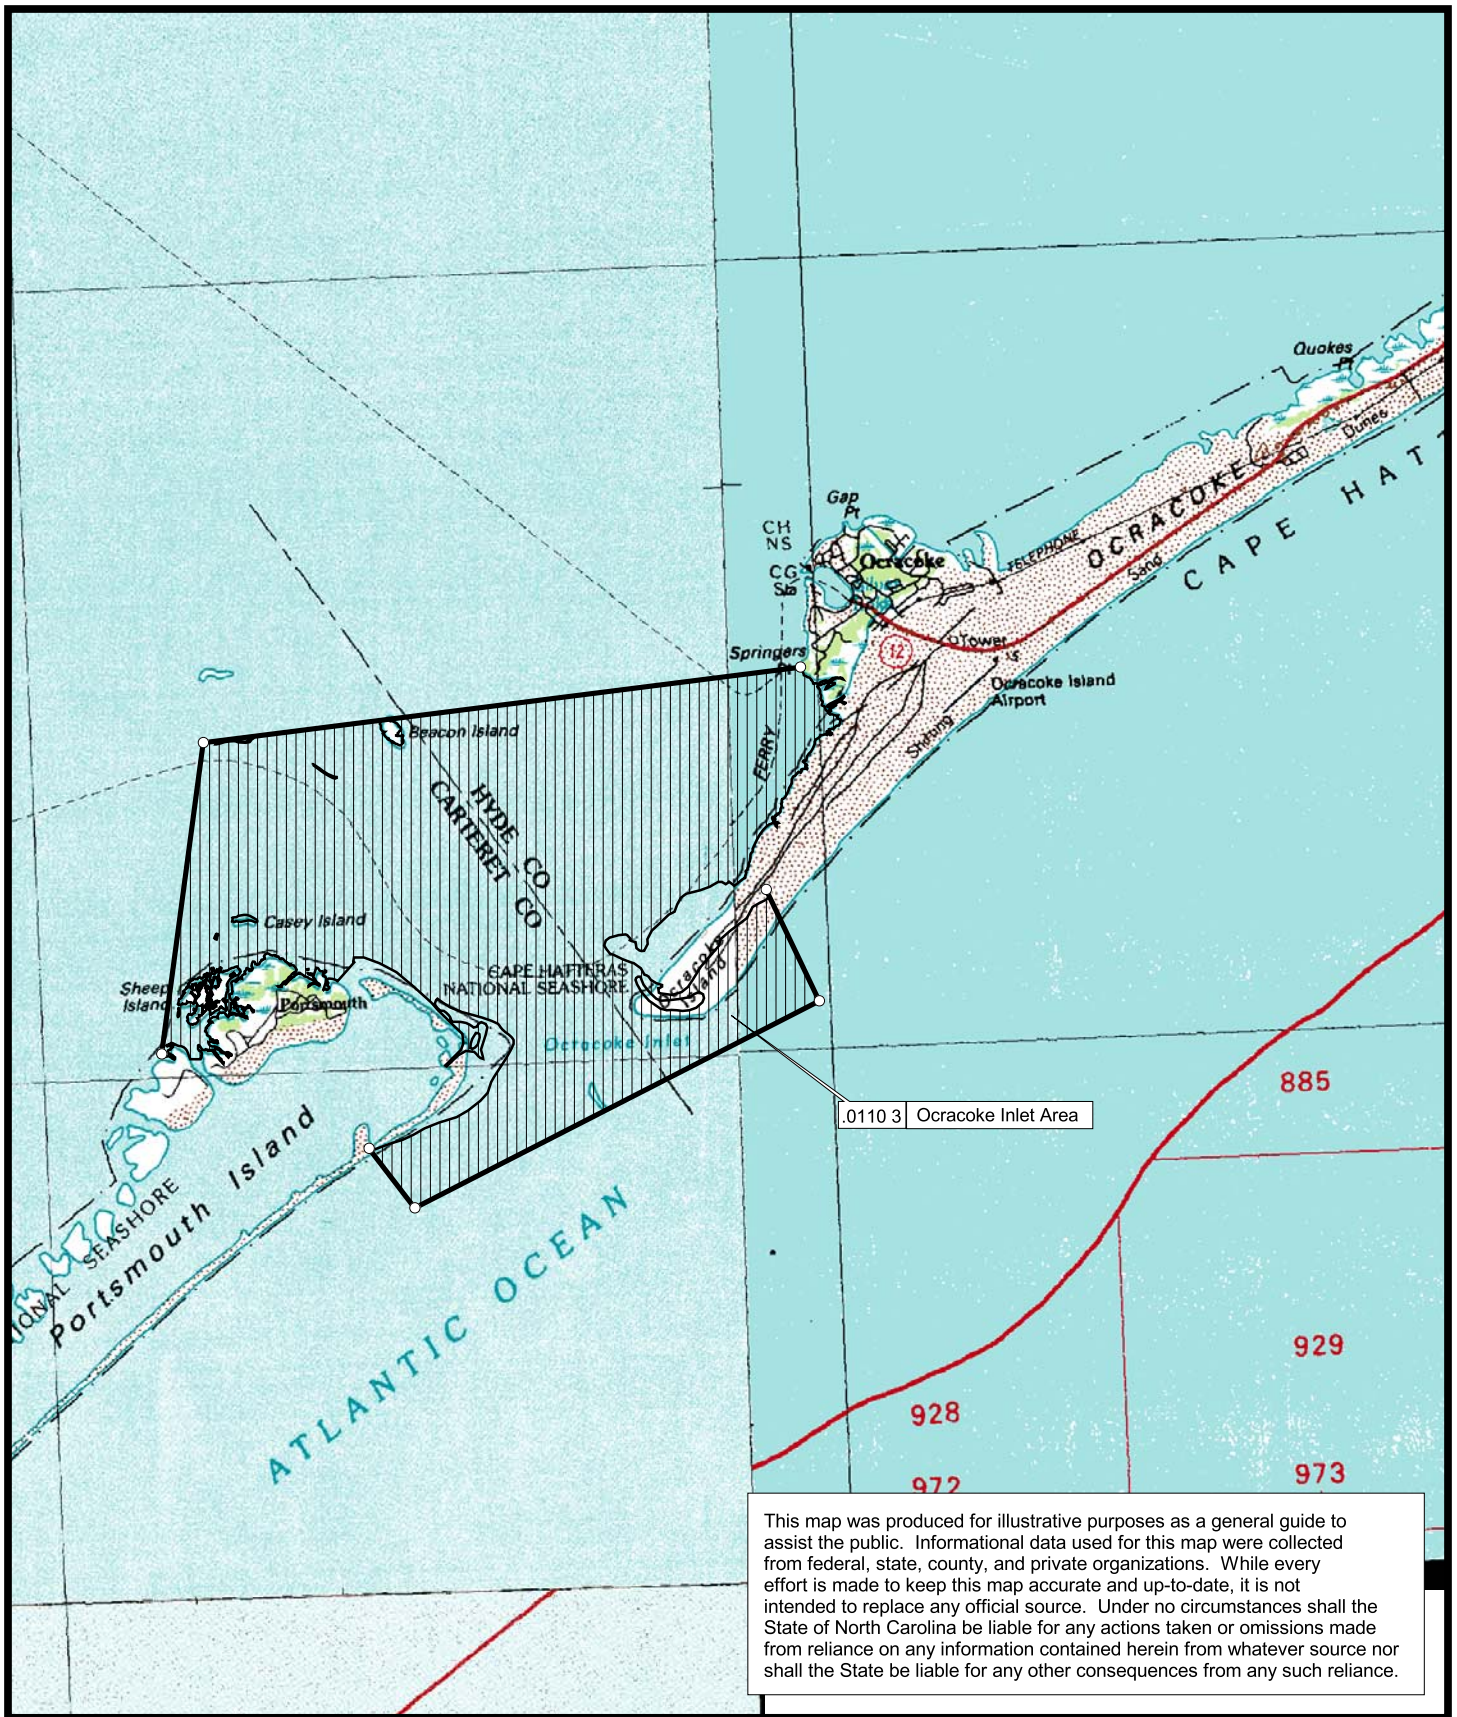 Quokes
Pt
Dunes
CAPE HATT
OCRACOKE
Gap
Pt
CH
NS
TELEPHONE
Ocracoke
CG
Sta
Sand
Springers
12
Tower
Ocracoke Island
Airport
Beacon Island
FERRY
HYDE CO
CARTERET CO
Casey Island
Ocracoke
Island
CAPE HATTERAS
NATIONAL SEASHORE
Sheep
Island
Portsmouth
Ocracoke Inlet
885
.0110 3 Ocracoke Inlet Area
Portsmouth Island
IONAL SEASHORE
ATLANTIC OCEAN
929
928
973
972
This map was produced for illustrative purposes as a general guide to
assist the public. Informational data used for this map were collected
from federal, state, county, and private organizations. While every
effort is made to keep this map accurate and up-to-date, it is not
intended to replace any official source. Under no circumstances shall the
State of North Carolina be liable for any actions taken or omissions made
from reliance on any information contained herein from whatever source nor
shall the State be liable for any other consequences from any such reliance.